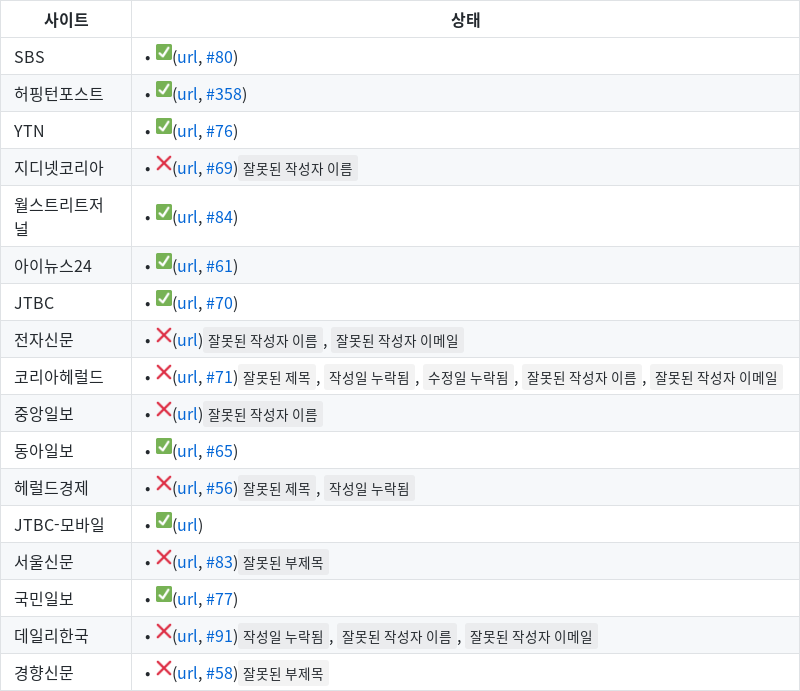 사이트 상태
SBS • ✅(url, #80)
허핑턴포스트 • ✅(url, #358)
YTN • ✅(url, #76)
지디넷코리아 • ❌(url, #69) 잘못된 작성자 이름
월스트리트저
널 • ✅(url, #84)
아이뉴스24 • ✅(url, #61)
JTBC • ✅(url, #70)
전자신문 • ❌(url) 잘못된 작성자 이름 , 잘못된 작성자 이메일
코리아헤럴드 • ❌(url, #71) 잘못된 제목 , 작성일 누락됨 , 수정일 누락됨 , 잘못된 작성자 이름 , 잘못된 작성자 이메일
중앙일보 • ❌(url) 잘못된 작성자 이름
동아일보 • ✅(url, #65)
헤럴드경제 • ❌(url, #56) 잘못된 제목 , 작성일 누락됨
JTBC-모바일 • ✅(url)
서울신문 • ❌(url, #83) 잘못된 부제목
국민일보 • ✅(url, #77)
데일리한국 • ❌(url, #91) 작성일 누락됨 , 잘못된 작성자 이름 , 잘못된 작성자 이메일
경향신문 • ❌(url, #58) 잘못된 부제목